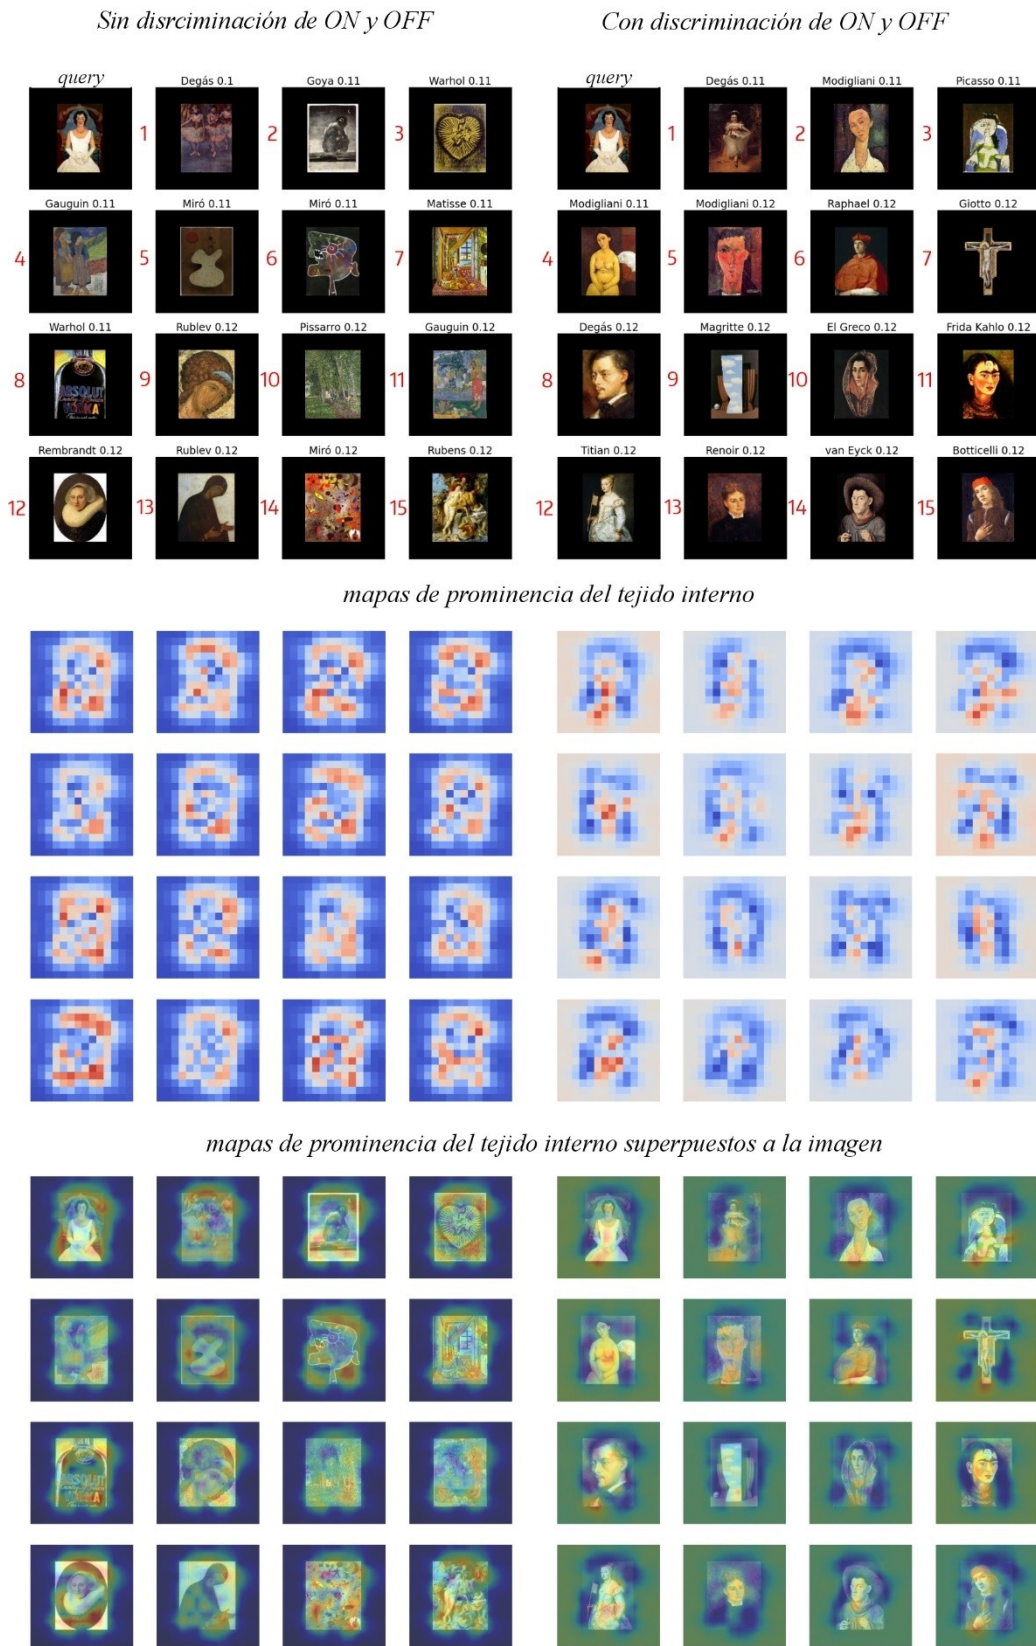 Sin disrciminación de ON y OFF
Con discriminación de ON y OFF
query Degás 0.1 Goya 0.11 Warhol 0.11
1 2 3
Gauguin 0.11 Miró 0.11 Miró 0.11 Matisse 0.11
4 5 6 7
Warhol 0.11 Rublev 0.12 Pissarro 0.12 Gauguin 0.12
8 9 10 11
ABSOLUT
VODKA
Rembrandt 0.12 Rublev 0.12 Miró 0.12 Rubens 0.12
12 13 14 15
query Degás 0.11 Modigliani 0.11 Picasso 0.11
1 2 3
Modigliani 0.11 Modigliani 0.12 Raphael 0.12 Giotto 0.12
4 5 6 7
Degás 0.12 Magritte 0.12 El Greco 0.12 Frida Kahlo 0.12
8 9 10 11
Titian 0.12 Renoir 0.12 van Eyck 0.12 Botticelli 0.12
12 13 14 15
mapas de prominencia del tejido interno
mapas de prominencia del tejido interno superpuestos a la imagen
ABSOLUT